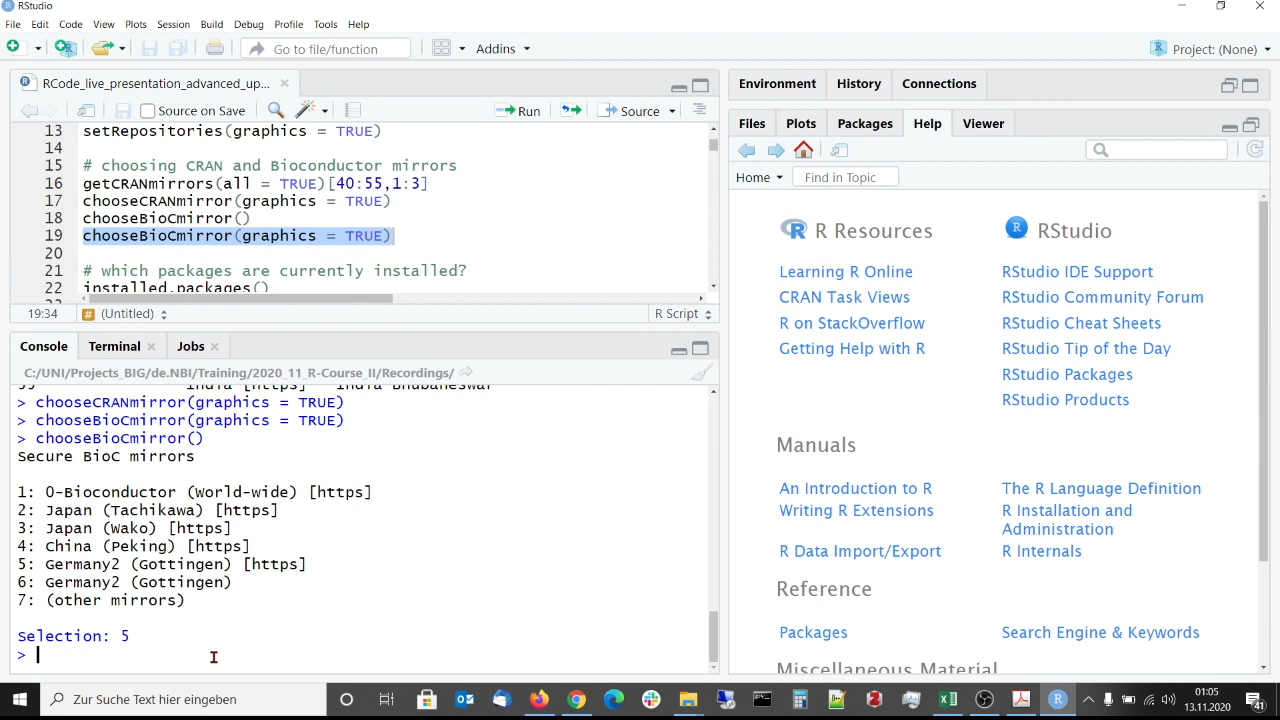 RStudio
File Edit Code View Plots Session Build Debug Profile Tools Help
Go to file/function
Addins
Project: (None)
RCode_live_presentation_advanced_up...
Source on Save
Run
Source
13 setRepositories(graphics = TRUE)
14
15 # choosing CRAN and Bioconductor mirrors
16 getCRANmirrors(all = TRUE)[40:55,1:3]
17 chooseCRANmirror(graphics = TRUE)
18 chooseBioCmirror()
19 chooseBioCmirror(graphics = TRUE)
20
21 # which packages are currently installed?
22 installed.packages()
19:34 (Untitled) R Script
Console Terminal Jobs
C:/UNI/Projects_BIG/de.NBI/Training/2020_11_R-Course_II/Recordings/
India [https] India Bhubaneswar
> chooseCRANmirror(graphics = TRUE)
> chooseBioCmirror(graphics = TRUE)
> chooseBioCmirror()
Secure BioC mirrors
1: 0-Bioconductor (World-wide) [https]
2: Japan (Tachikawa) [https]
3: Japan (Wako) [https]
4: China (Peking) [https]
5: Germany2 (Gottingen) [https]
6: Germany2 (Gottingen)
7: (other mirrors)
Selection: 5
>
Environment History Connections
Files Plots Packages Help Viewer
Home Find in Topic
R Resources
Learning R Online
CRAN Task Views
R on StackOverflow
Getting Help with R
RStudio
RStudio IDE Support
RStudio Community Forum
RStudio Cheat Sheets
RStudio Tip of the Day
RStudio Packages
RStudio Products
Manuals
An Introduction to R
Writing R Extensions
R Data Import/Export
The R Language Definition
R Installation and
Administration
R Internals
Reference
Packages
Search Engine & Keywords
Miscellaneous Material
Zur Suche Text hier eingeben
01:05
13.11.2020
41